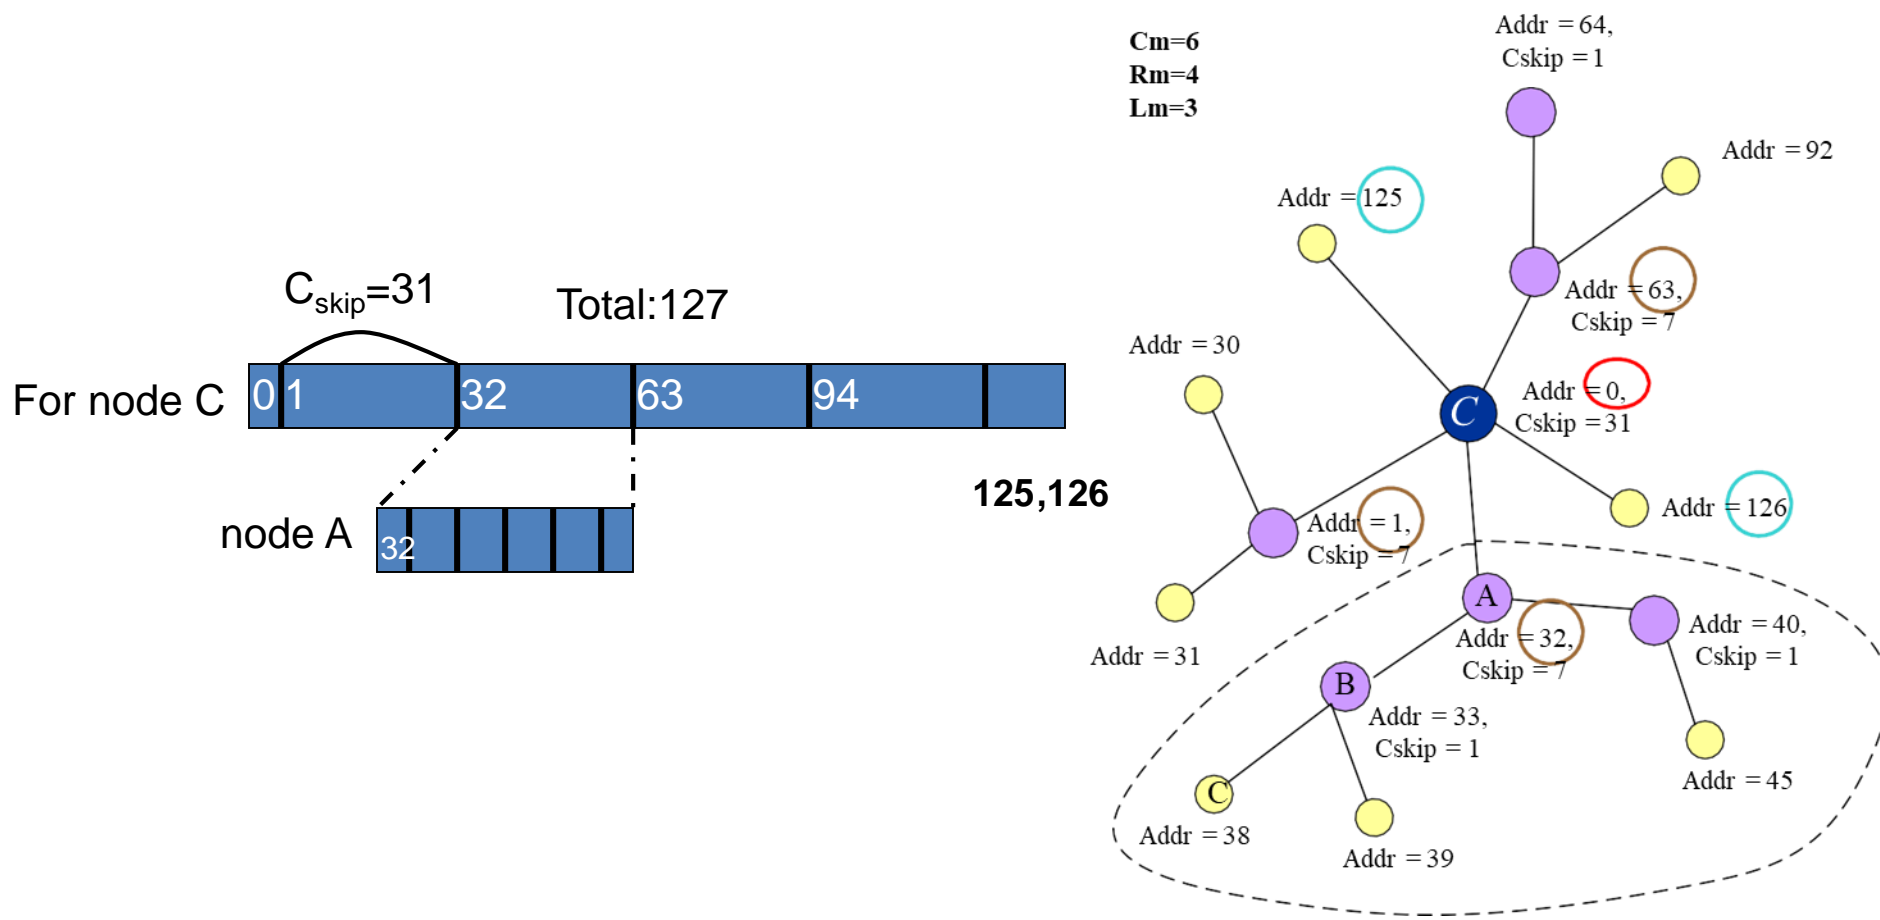 Cskip=31
Total:127
For node C
0
1
32
63
94
125,126
node A
32
Cm=6
Rm=4
Lm=3
Addr = 64,
Cskip = 1
Addr = 92
Addr = 125
Addr = 63,
Cskip = 7
Addr = 30
C
Addr = 0,
Cskip = 31
Addr = 1,
Cskip = 7
Addr = 126
Addr = 31
A
Addr = 32,
Cskip = 7
Addr = 40,
Cskip = 1
B
Addr = 33,
Cskip = 1
C
Addr = 38
Addr = 39
Addr = 45